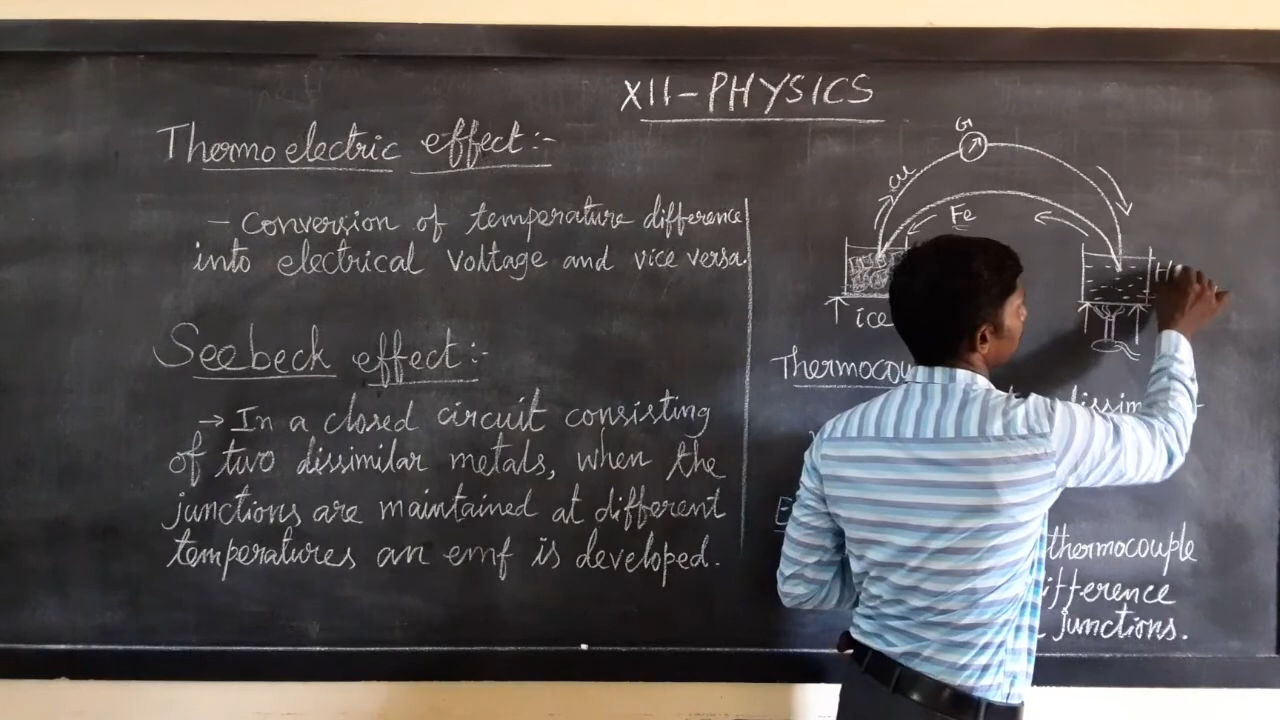 XII-PHYSICS
Thermoelectric effect:-
- Conversion of temperature difference
into electrical voltage and vice versa.
Seebeck effect:-
→ In a closed circuit consisting
of two dissimilar metals, when the
junctions are maintained at different
temperatures an emf is developed.
G
Cu
Fe
ice
H
thermocouple
junctions.